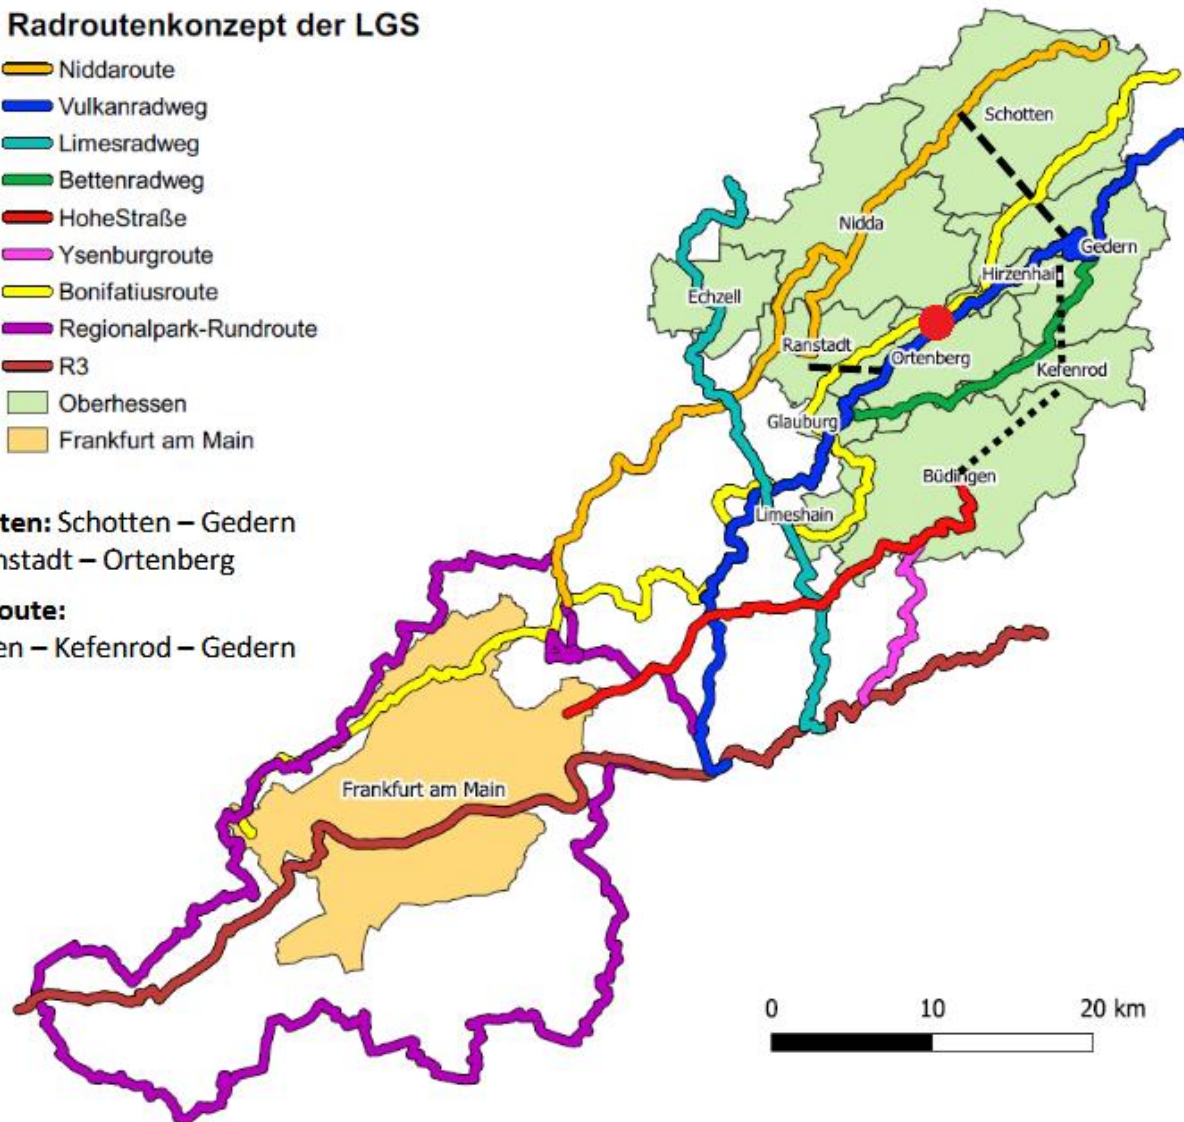 Radroutenkonzept der LGS
Niddaroute
Vulkanradweg
Limesradweg
Bettenradweg
HoheStraße
Ysenburgroute
Bonifatiusroute
Regionalpark-Rundroute
R3
Oberhessen
Frankfurt am Main
ten: Schotten – Gedern
nstadt – Ortenberg
oute:
en – Kefenrod – Gedern
Schotten
Nidda
Gedern
Hirzenhai
Echzell
Ranstadt
Ortenberg
Kefenrod
Glauburg
Büdingen
Limeshain
Frankfurt am Main
0 10 20 km